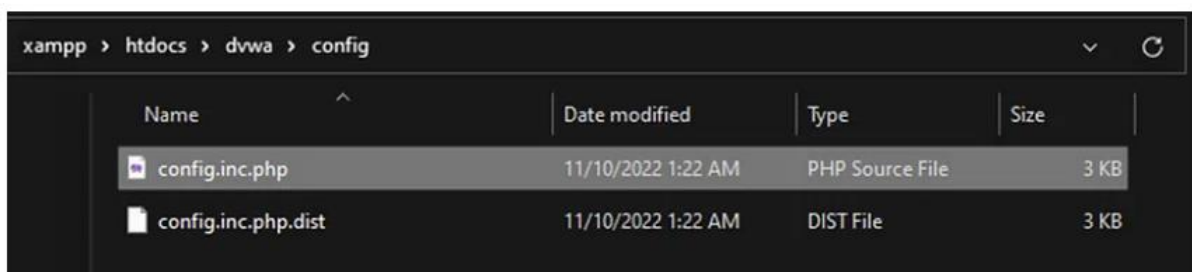 xampp > htdocs > dvwa > config
Name Date modified Type Size
config.inc.php 11/10/2022 1:22 AM PHP Source File 3 KB
config.inc.php.dist 11/10/2022 1:22 AM DIST File 3 KB